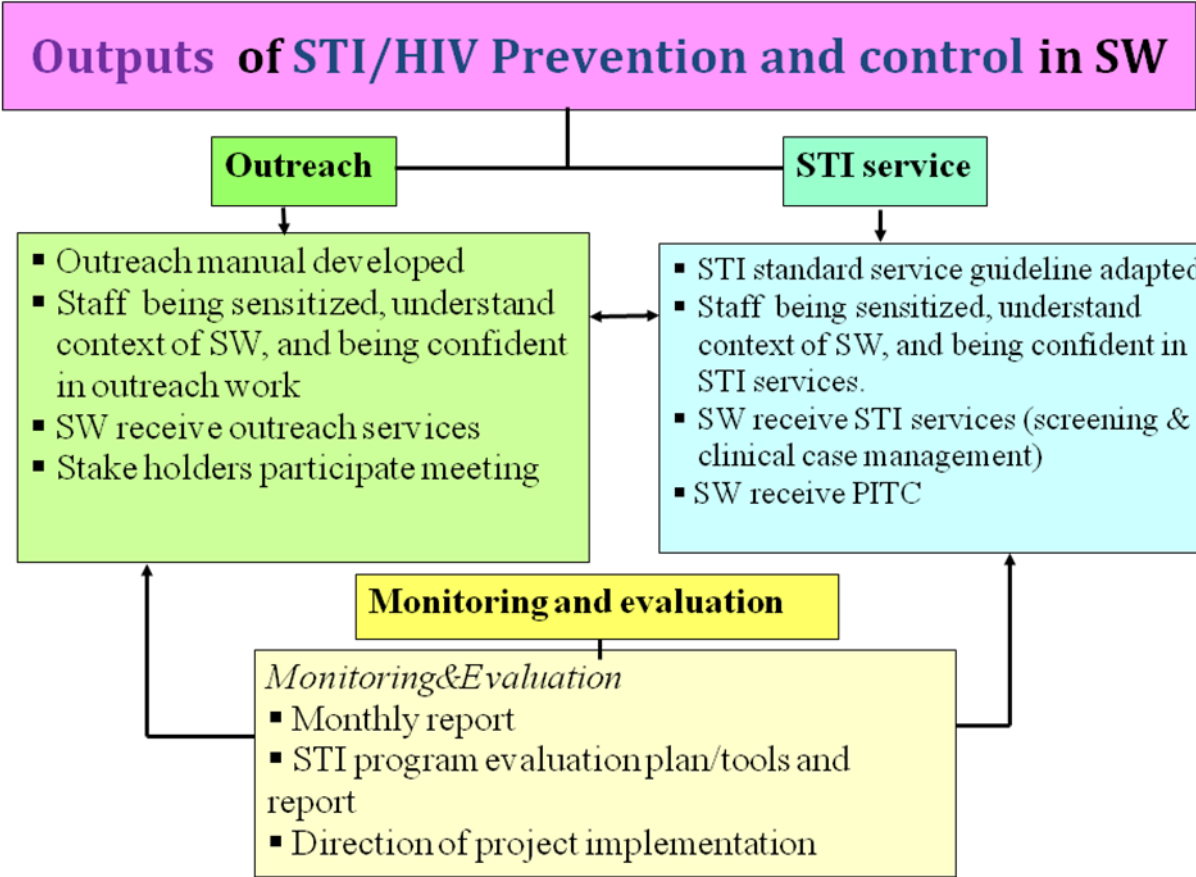 Outputs of STI/HIV Prevention and control in SW
Outreach
STI service
▪ Outreach manual developed
▪ Staff being sensitized, understand
context of SW, and being confident
in outreach work
▪ SW receive outreach services
▪ Stake holders participate meeting
▪ STI standard service guideline adapted
▪ Staff being sensitized, understand
context of SW, and being confident in
STI services.
▪ SW receive STI services (screening &
clinical case management)
▪ SW receive PITC
Monitoring and evaluation
Monitoring&Evaluation
▪ Monthly report
▪ STI program evaluation plan/tools and
report
▪ Direction of project implementation